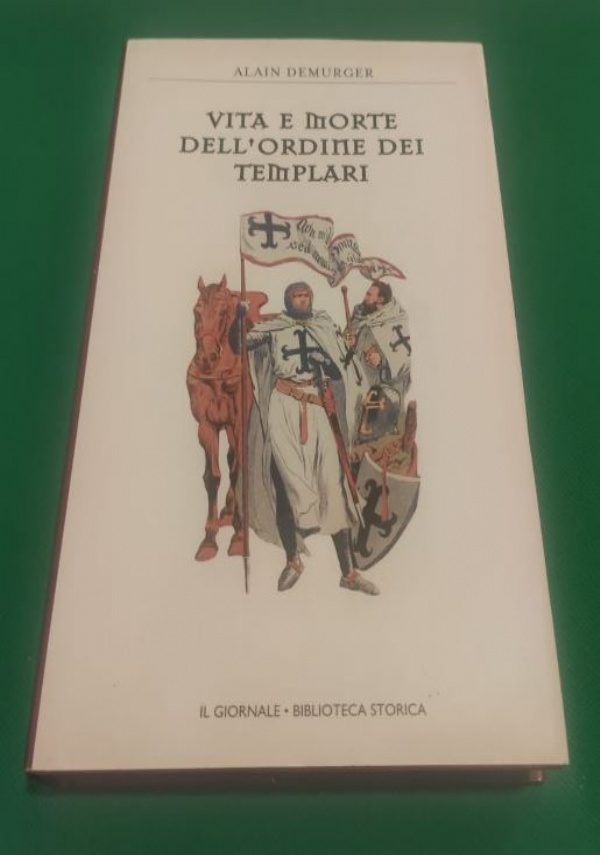 ALAIN DEMURGER
VITA E MORTE
DELL'ORDINE DEI
TEMPLARI
IL GIORNALE • BIBLIOTECA STORICA